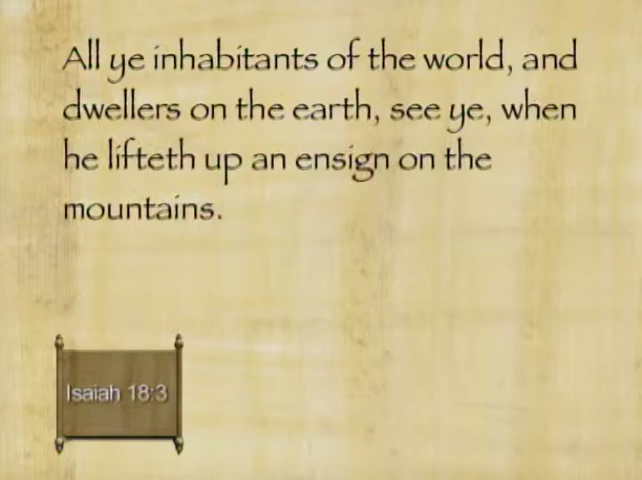 All ye inhabitants of the world, and
dwellers on the earth, see ye, when
he lifteth up an ensign on the
mountains.
Isaiah 18:3